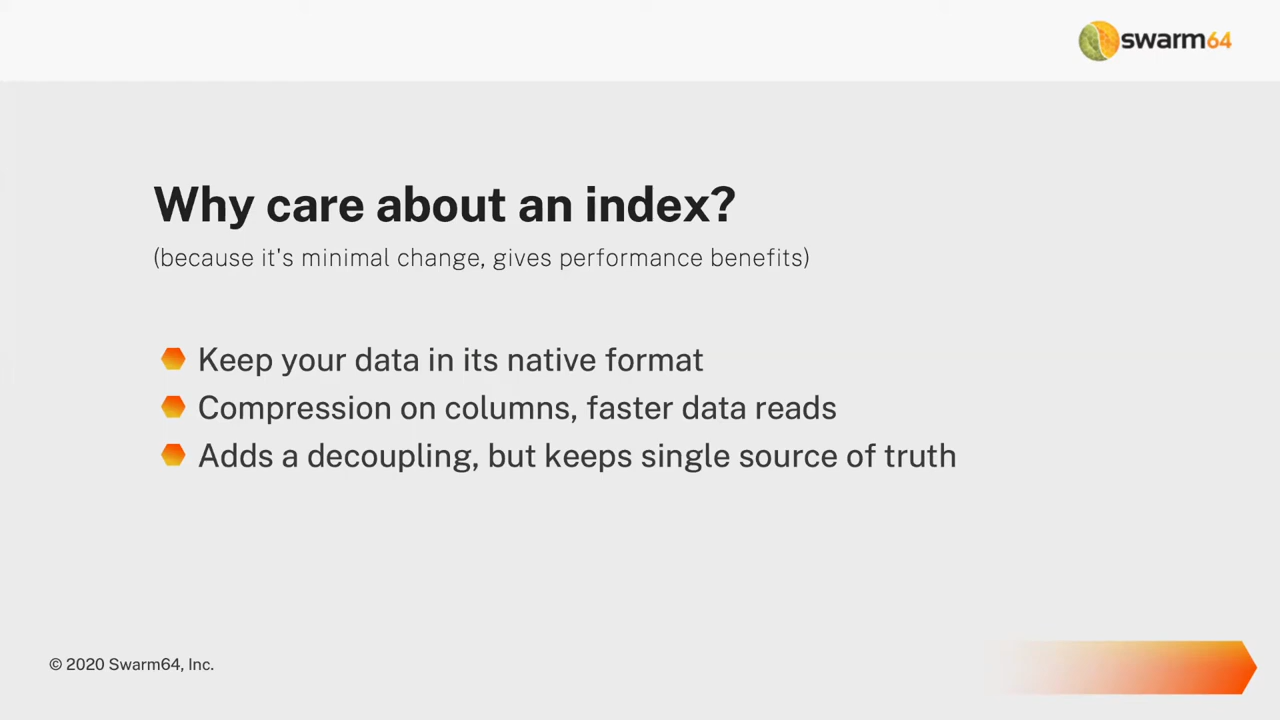 swarm64
Why care about an index?
(because it's minimal change, gives performance benefits)
Keep your data in its native format
Compression on columns, faster data reads
Adds a decoupling, but keeps single source of truth
© 2020 Swarm64, Inc.